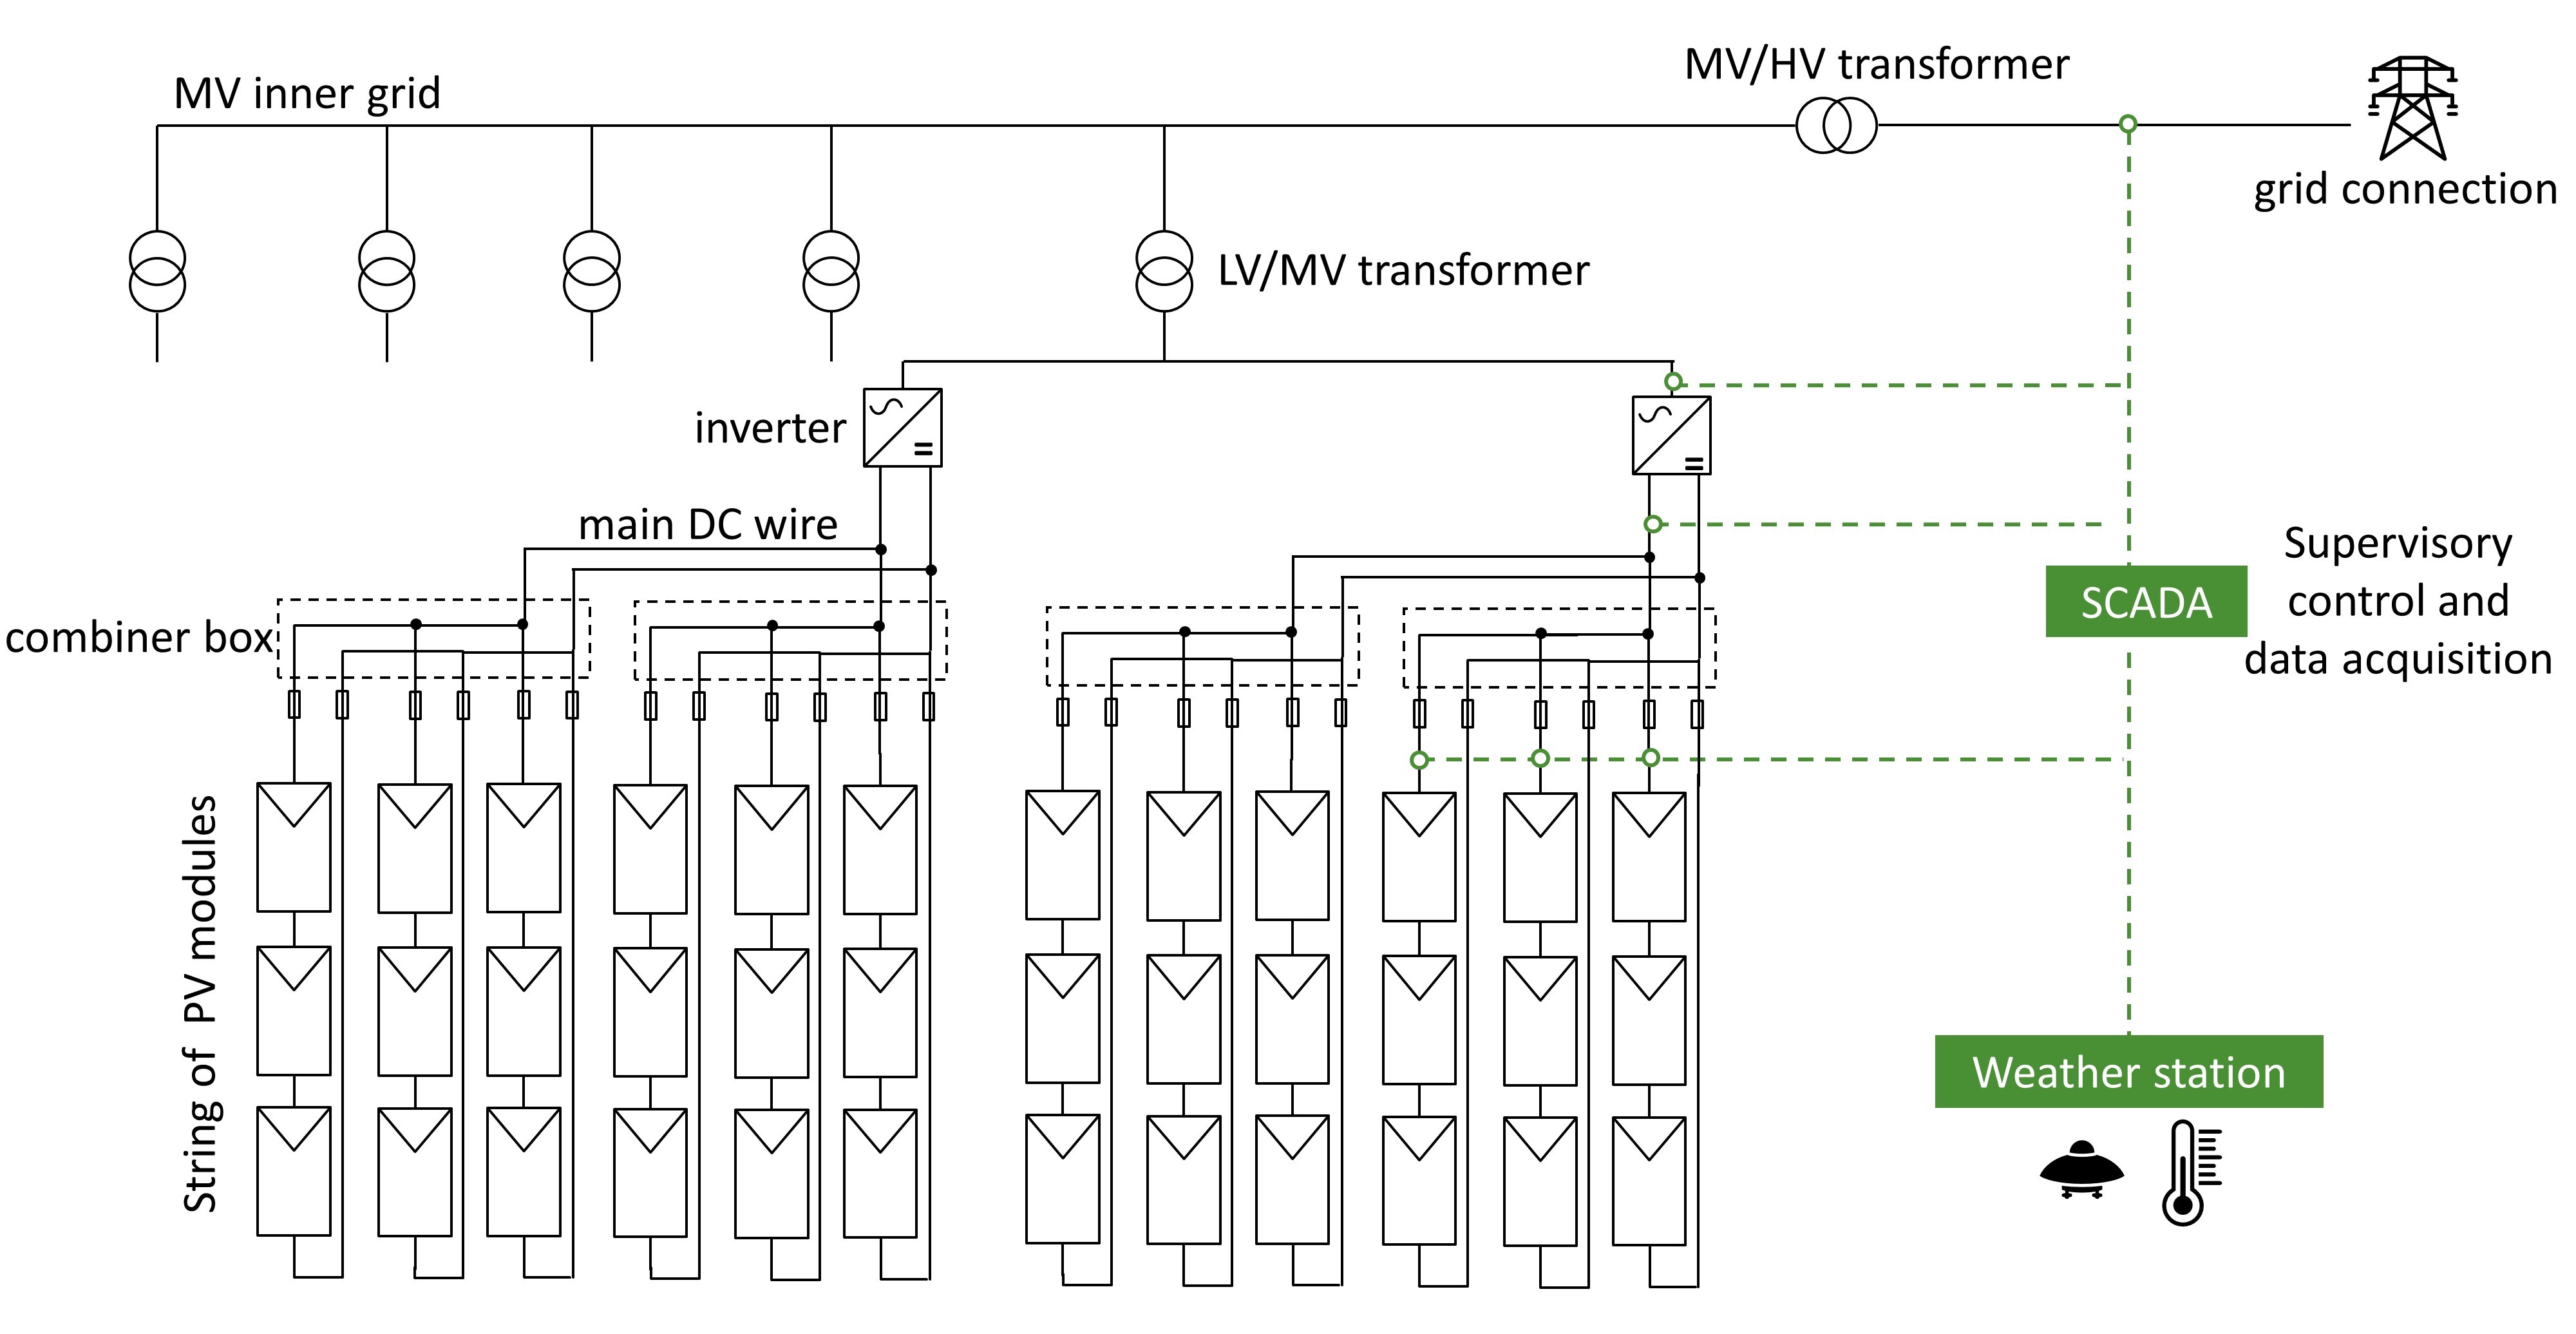 MV/HV transformer
MV inner grid
grid connection
LV/MV transformer
inverter
main DC wire
Supervisory
control and
data acquisition
SCADA
combiner box
String of PV modules
Weather station